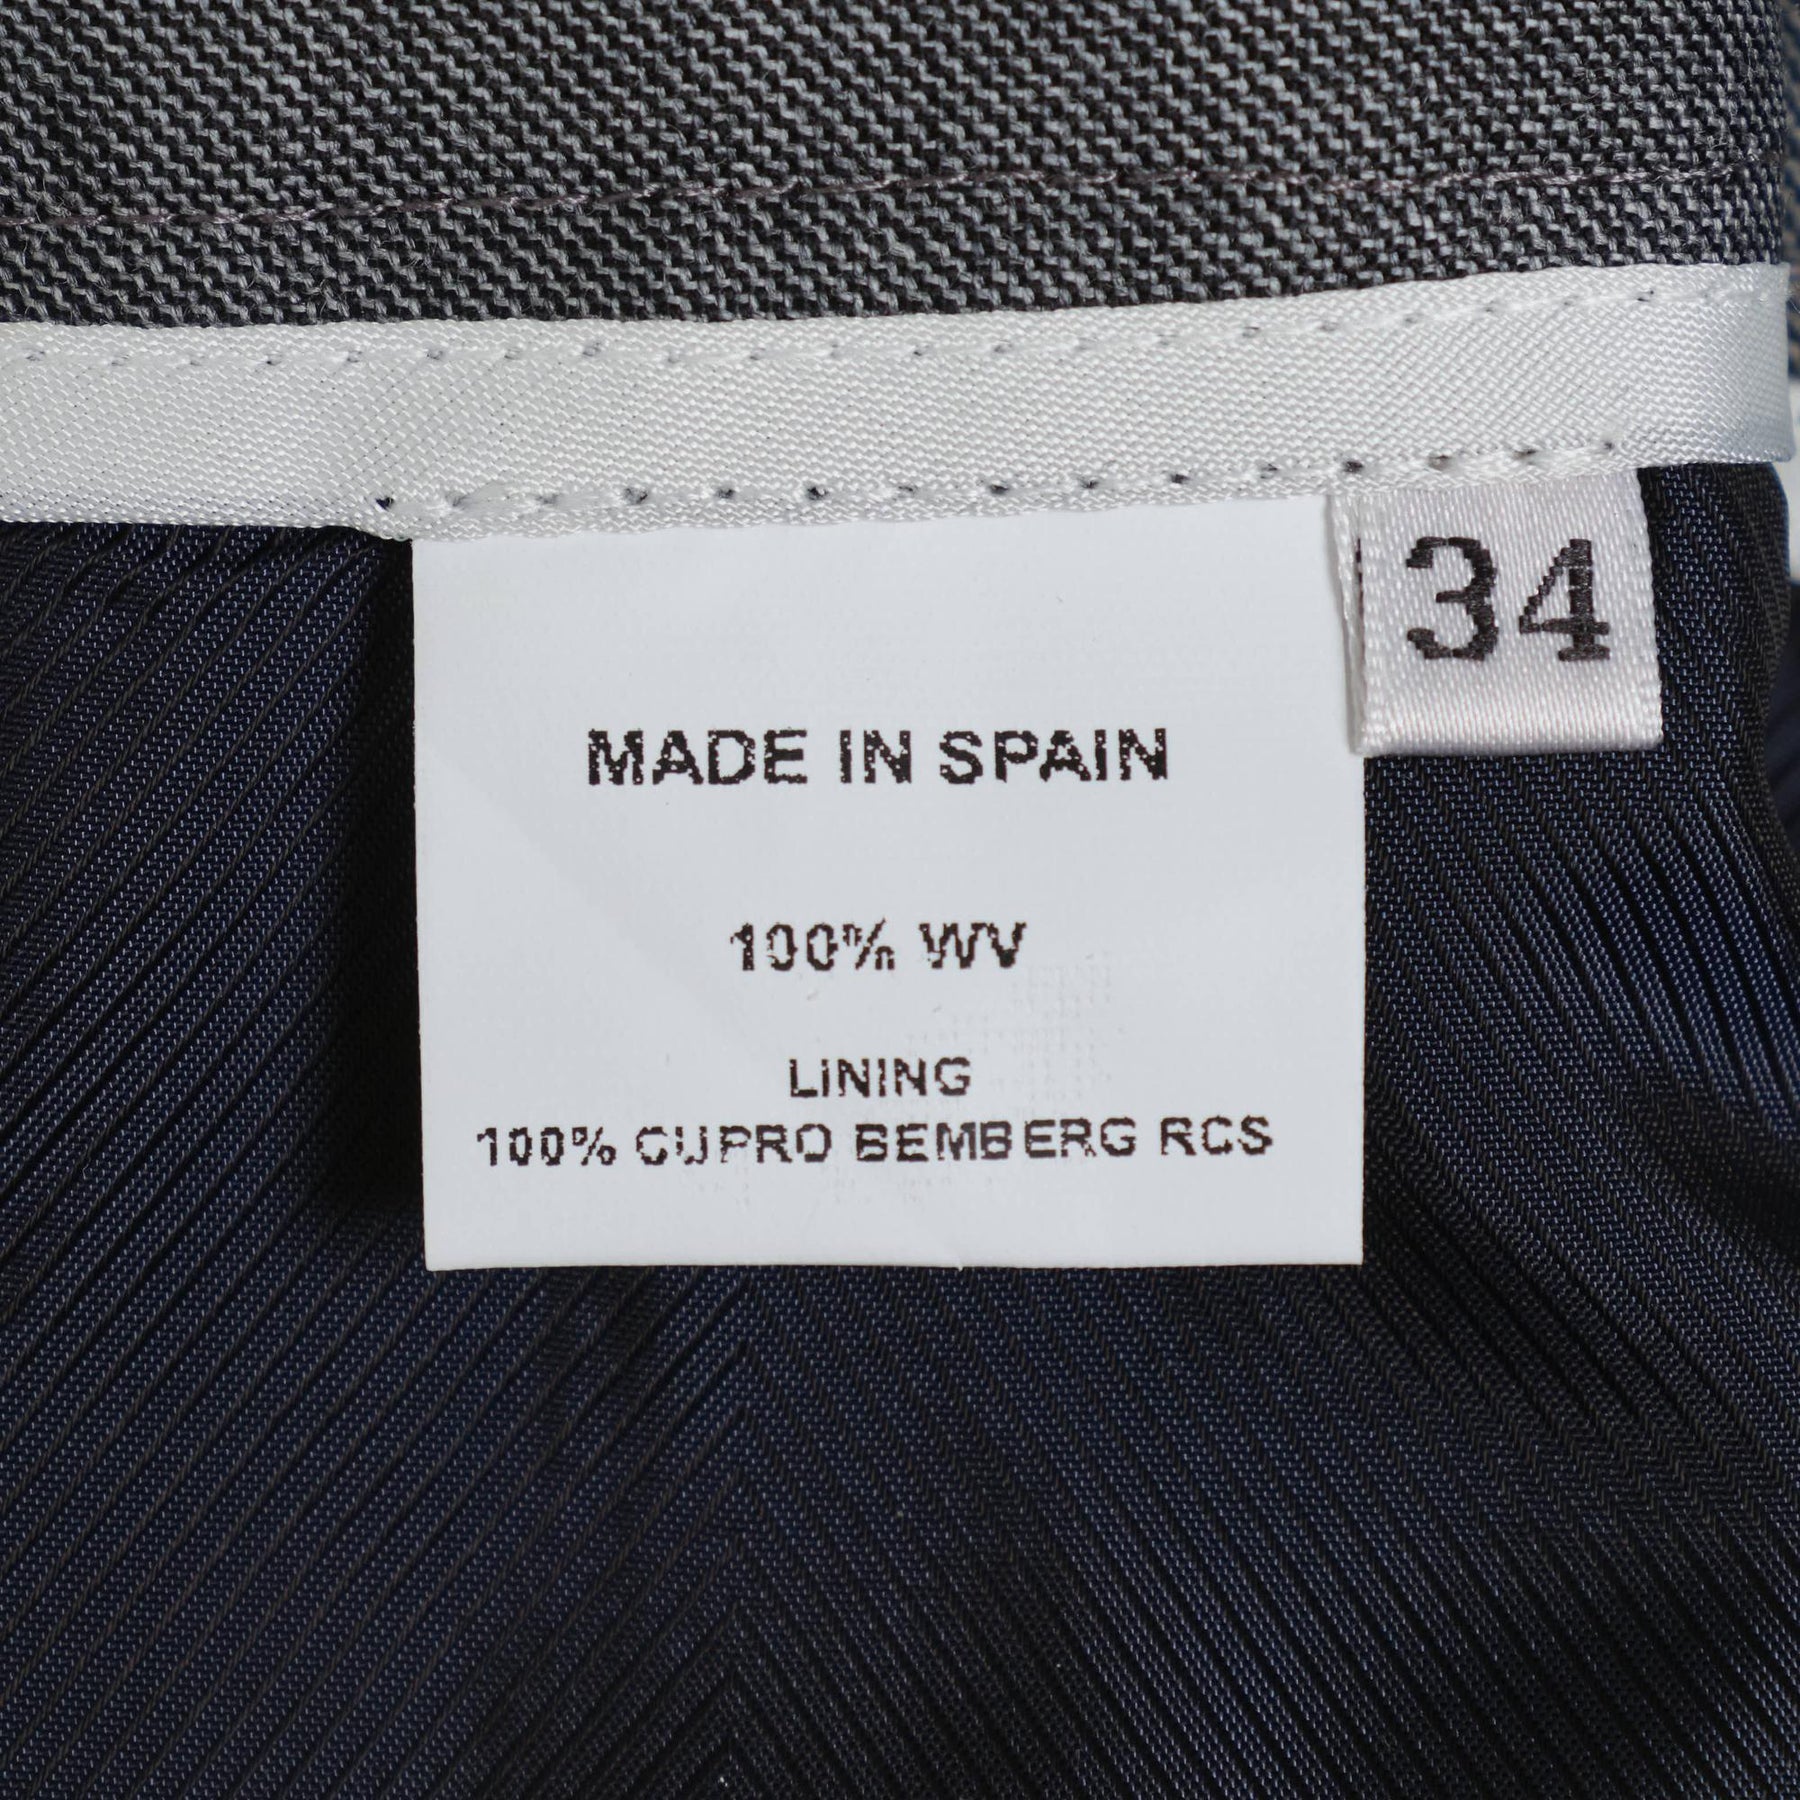 34
MADE IN SPAIN
100% WV
LINING
100% CUPRO BEMBERG RCS